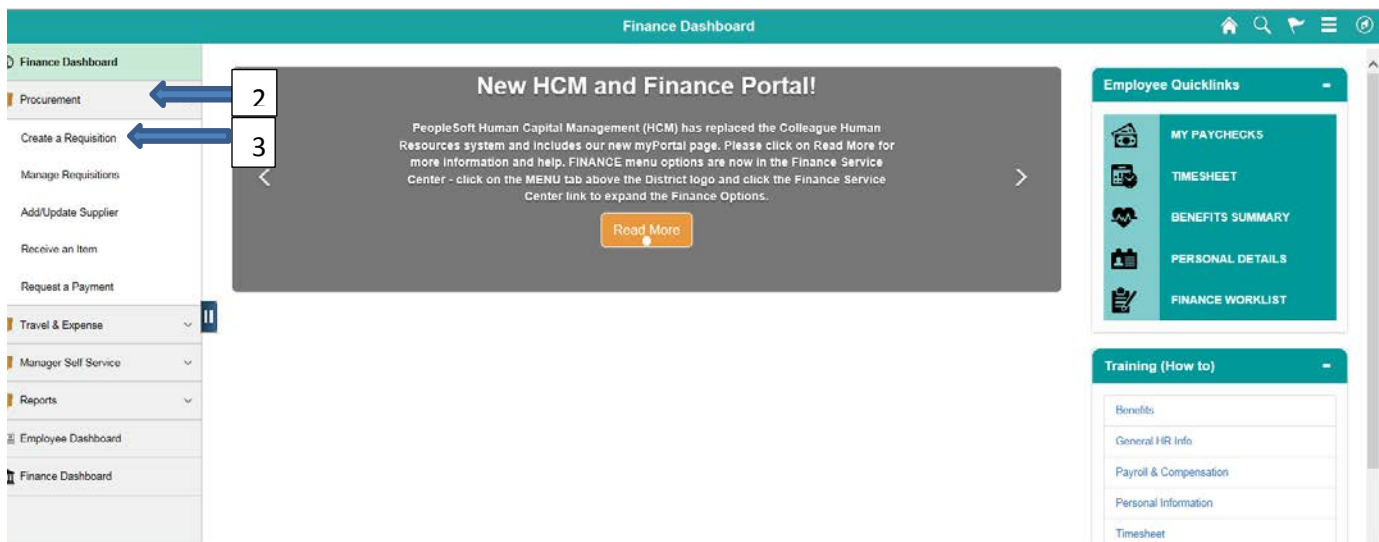 Finance Dashboard
Finance Dashboard
Procurement
2
Create a Requisition
3
Manage Requisitions
Add/Update Supplier
Receive an Item
Request a Payment
Travel & Expense
Manager Self Service
Reports
Employee Dashboard
Finance Dashboard
New HCM and Finance Portal!
PeopleSoft Human Capital Management (HCM) has replaced the Colleague Human
Resources system and includes our new myPortal page. Please click on Read More for
more information and help. FINANCE menu options are now in the Finance Service
Center - click on the MENU tab above the District logo and click the Finance Service
Center link to expand the Finance Options.
Read More
Employee Quicklinks
MY PAYCHECKS
TIMESHEET
BENEFITS SUMMARY
PERSONAL DETAILS
FINANCE WORKLIST
Training (How to)
Benefits
General HR Info
Payroll & Compensation
Personal Information
Timesheet